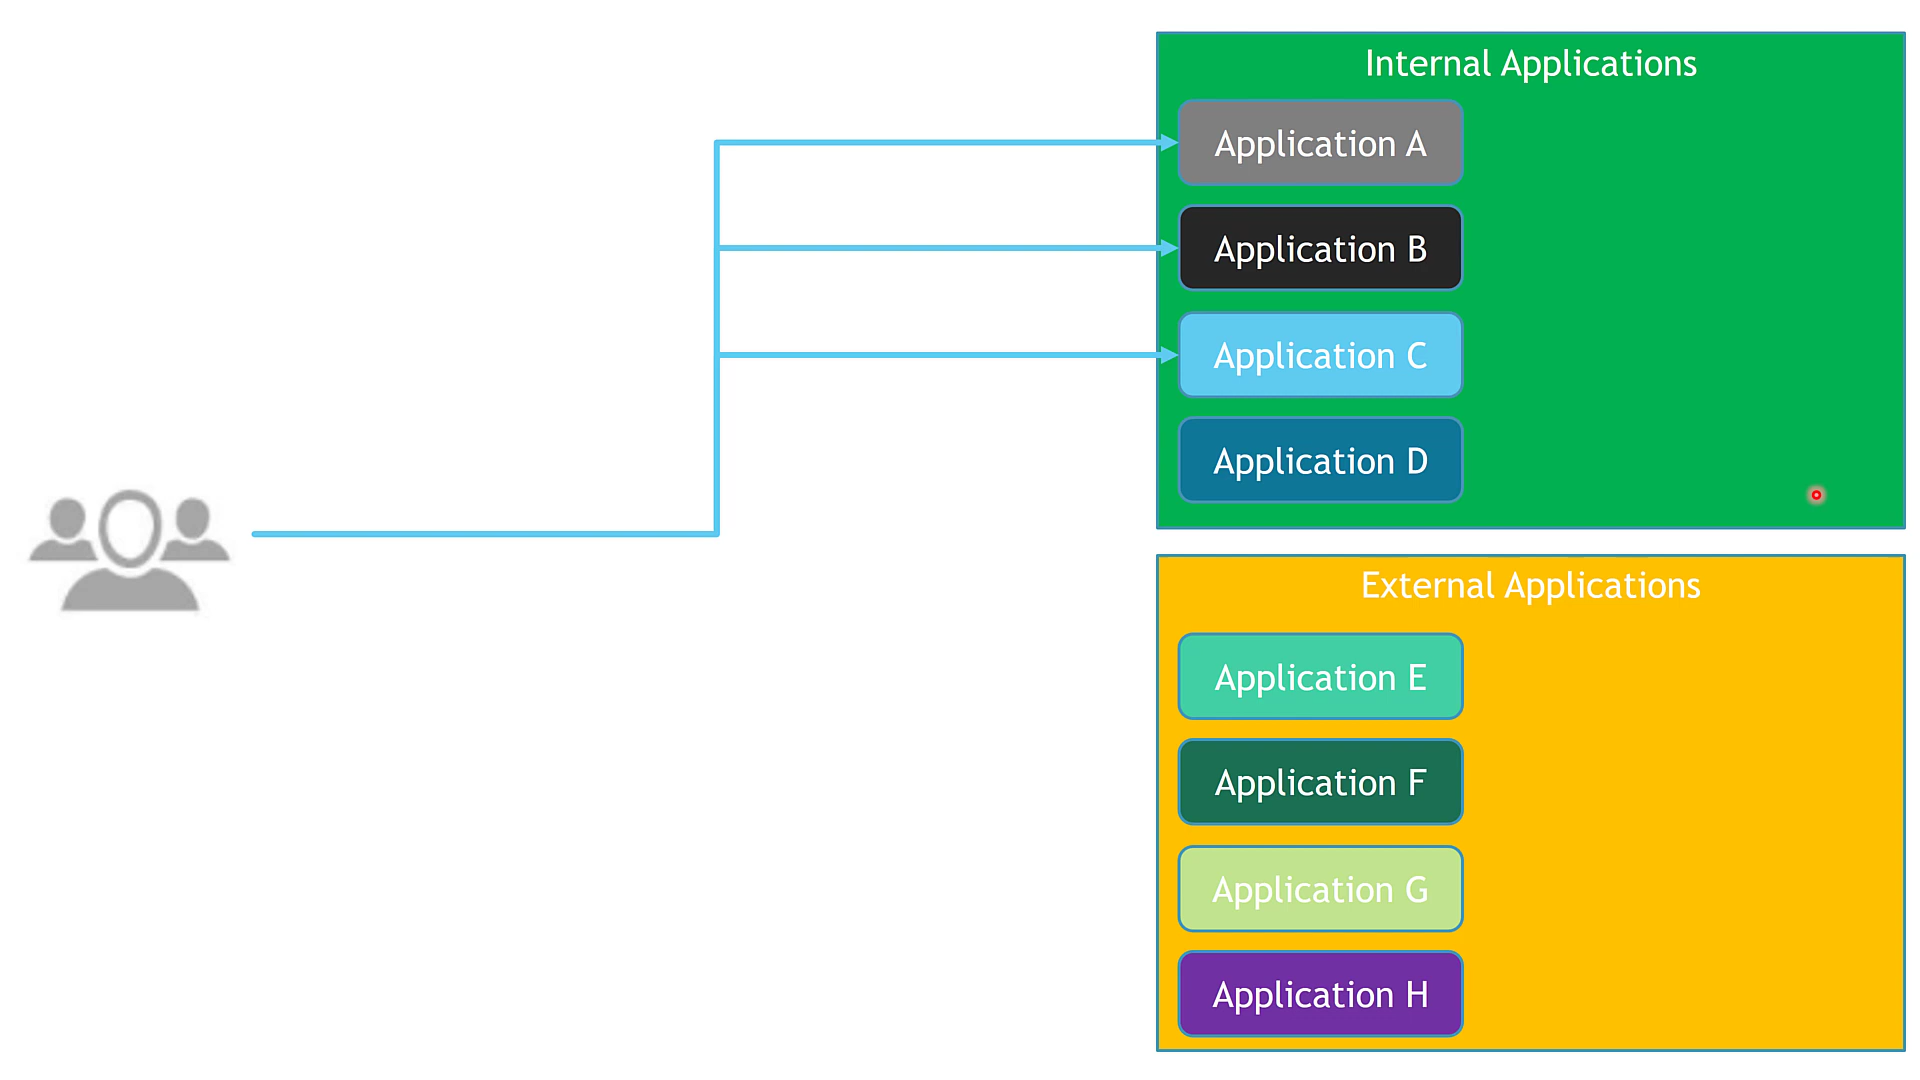 Internal Applications
Application A
Application B
Application C
Application D
External Applications
Application E
Application F
Application G
Application H